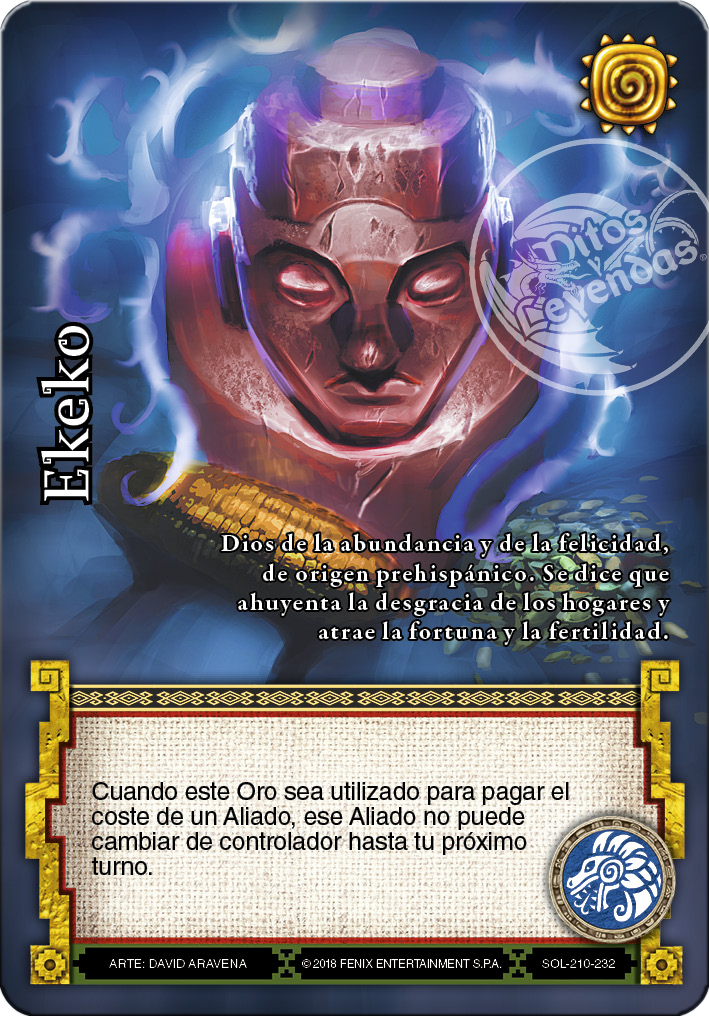 Mitos
y
Leyendas
Ekeko
Dios de la abundancia y de la felicidad,
de origen prehispánico. Se dice que
ahuyenta la desgracia de los hogares y
atrae la fortuna y la fertilidad.
Cuando este Oro sea utilizado para pagar el
coste de un Aliado, ese Aliado no puede
cambiar de controlador hasta tu próximo
turno.
ARTE: DAVID ARAVENA
© 2018 FENIX ENTERTAINMENT S.P.A.
SOL-210-232